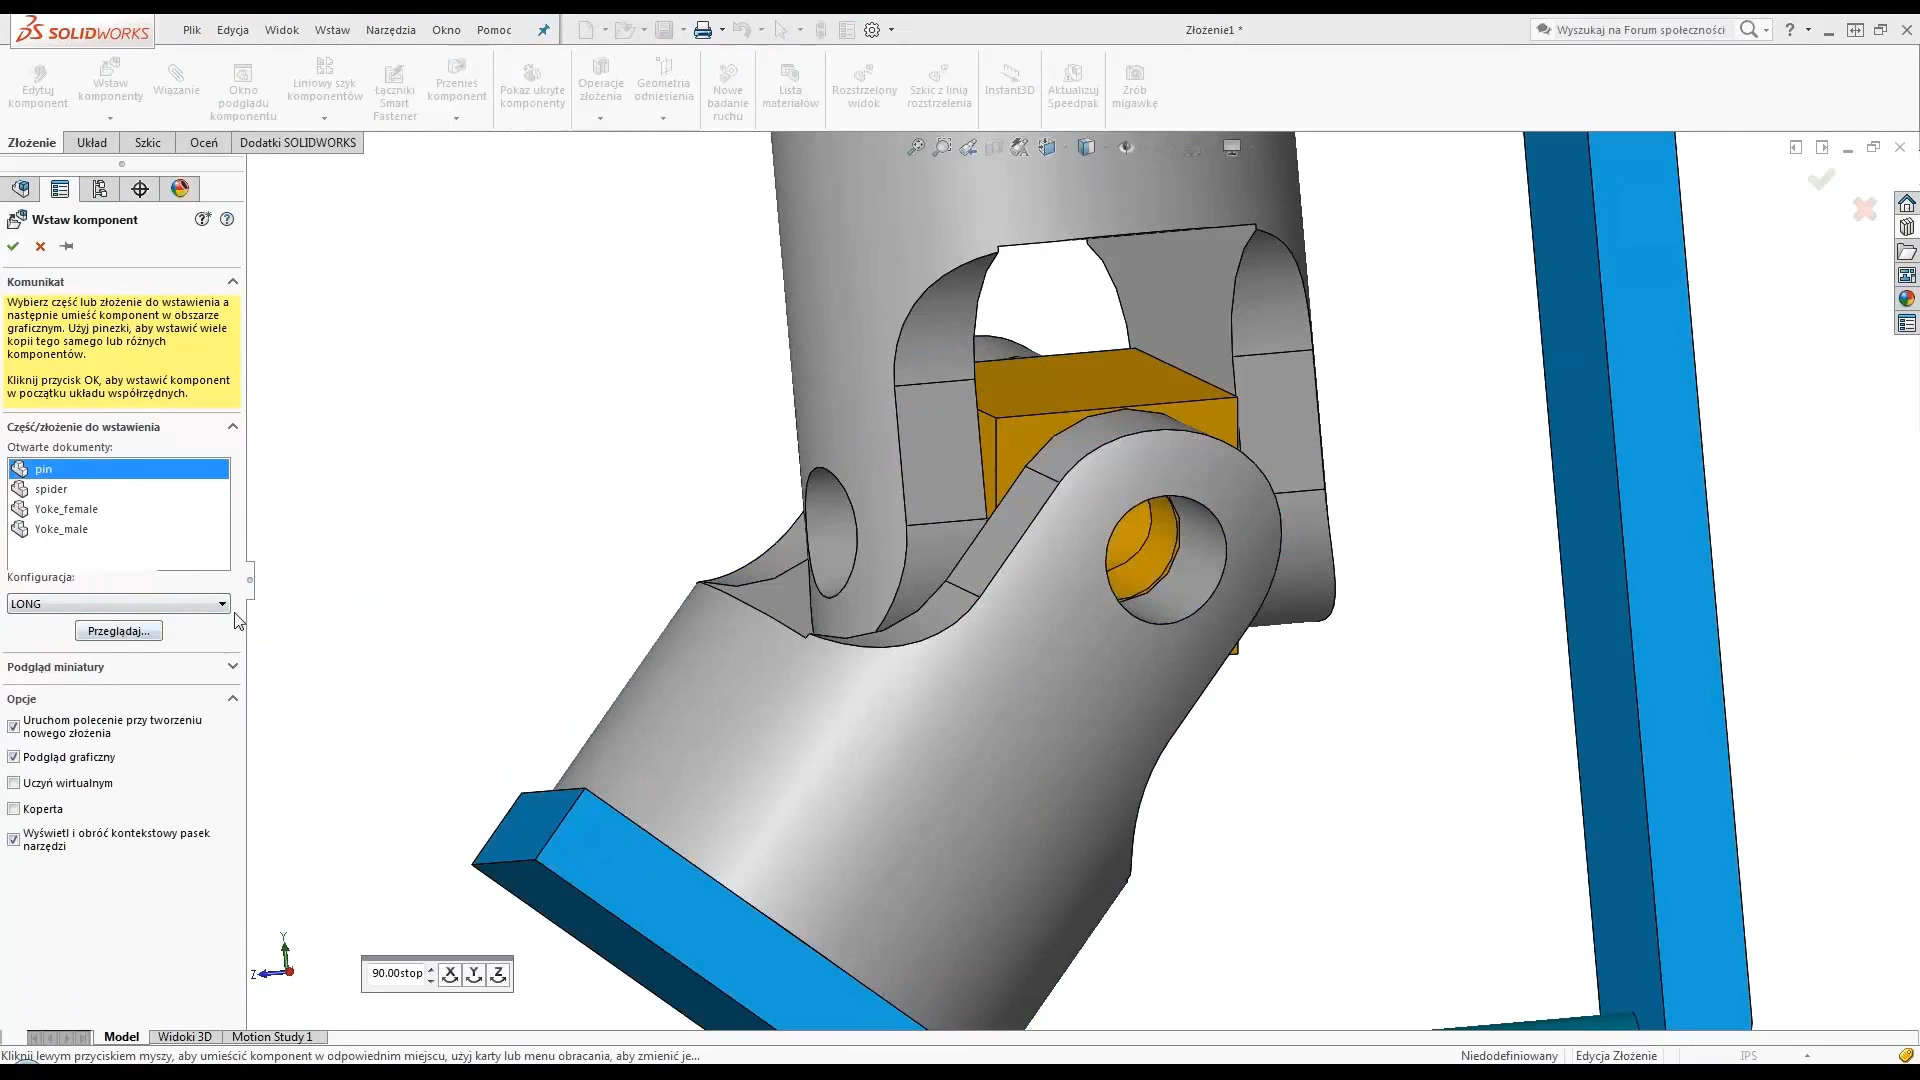 SOLIDWORKS
Plik Edycja Widok Wstaw Narzędzia Okno Pomoc
Złożenie1 *
Wyszukaj na Forum społeczności
Edytuj komponent
Wstaw komponenty
Wiązanie
Okno podglądu komponentu
Liniowy szyk komponentów
Łączniki Smart Fastener
Przenieś komponent
Pokaż ukryte komponenty
Operacje złożenia
Geometria odniesienia
Nowe badanie ruchu
Lista materiałów
Rozstrzelony widok
Szkic z linią rozstrzelenia
Instant3D
Aktualizuj Speedpak
Zrób migawkę
Złożenie Układ Szkic Oceń Dodatki SOLIDWORKS
Wstaw komponent
Komunikat
Wybierz część lub złożenie do wstawienia a
następnie umieść komponent w obszarze
graficznym. Użyj pinezki, aby wstawić wiele
kopii tego samego lub różnych
komponentów.
Kliknij przycisk OK, aby wstawić komponent
w początku układu współrzędnych.
Część/złożenie do wstawienia
Otwarte dokumenty:
pin
spider
Yoke_female
Yoke_male
Konfiguracja:
LONG
Przeglądaj...
Podgląd miniatury
Opcje
Uruchom polecenie przy tworzeniu
nowego złożenia
Podgląd graficzny
Uczyń wirtualnym
Koperta
Wyświetl i obróć kontekstowy pasek
narzędzi
Y
Z
90.00stop X Y Z
Model Widoki 3D Motion Study 1
Kliknij lewym przyciskiem myszy, aby umieścić komponent w odpowiednim miejscu, użyj karty lub menu obracania, aby zmienić je...
Niedodefiniowany Edycja Złożenie IPS